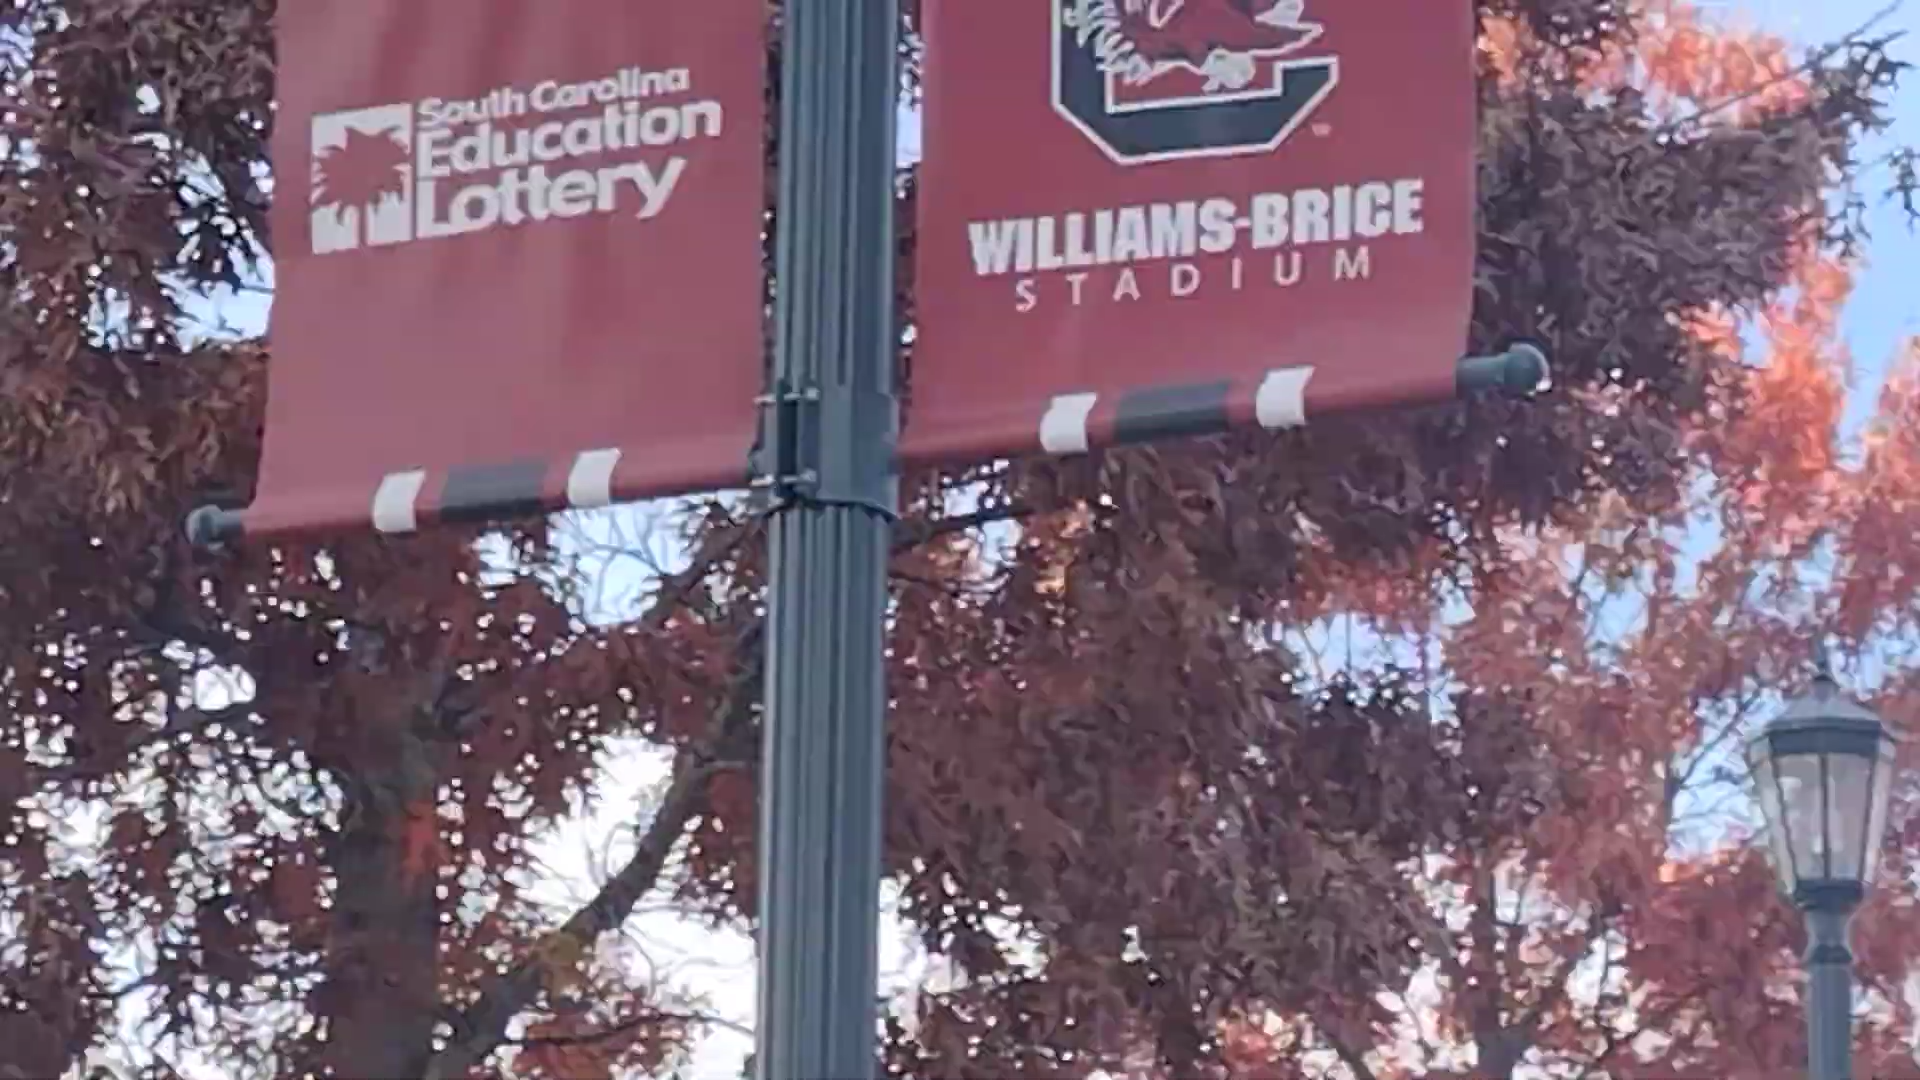 South Carolina
Education
Lottery
WILLIAMS-BRICE
STADIUM